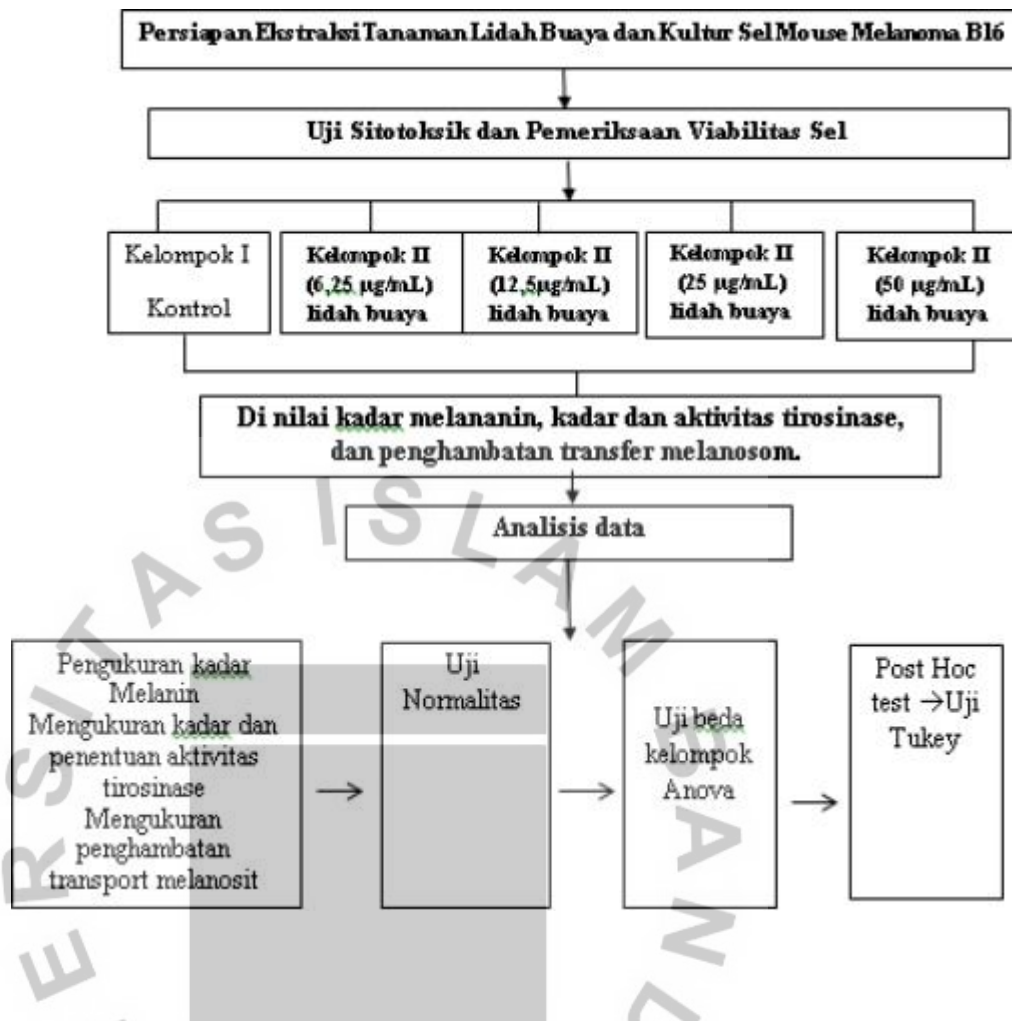 Persiapan Ekstraksi Tanaman Lidah Buaya dan Kultur Sel Mouse Melanoma B16
Uji Sitotoksik dan Pemeriksaan Viabilitas Sel
Kelompok I
Kontrol
Kelompok II
(6,25 µg/mL)
lidah buaya
Kelompok II
(12,5µg/mL)
lidah buaya
Kelompok II
(25 µg/mL)
lidah buaya
Kelompok II
(50 µg/mL)
lidah buaya
Di nilai kadar melananin, kadar dan aktivitas tirosinase,
dan penghambatan transfer melanosom.
Analisis data
Pengukuran kadar
Melanin
Mengukuran kadar dan
penentuan aktivitas
tirosinase
Mengukuran
penghambatan
transport melanosit
Uji
Normalitas
Uji beda
kelompok
Anova
Post Hoc
test →Uji
Tukey
ERSITAS ISLAM BANDU